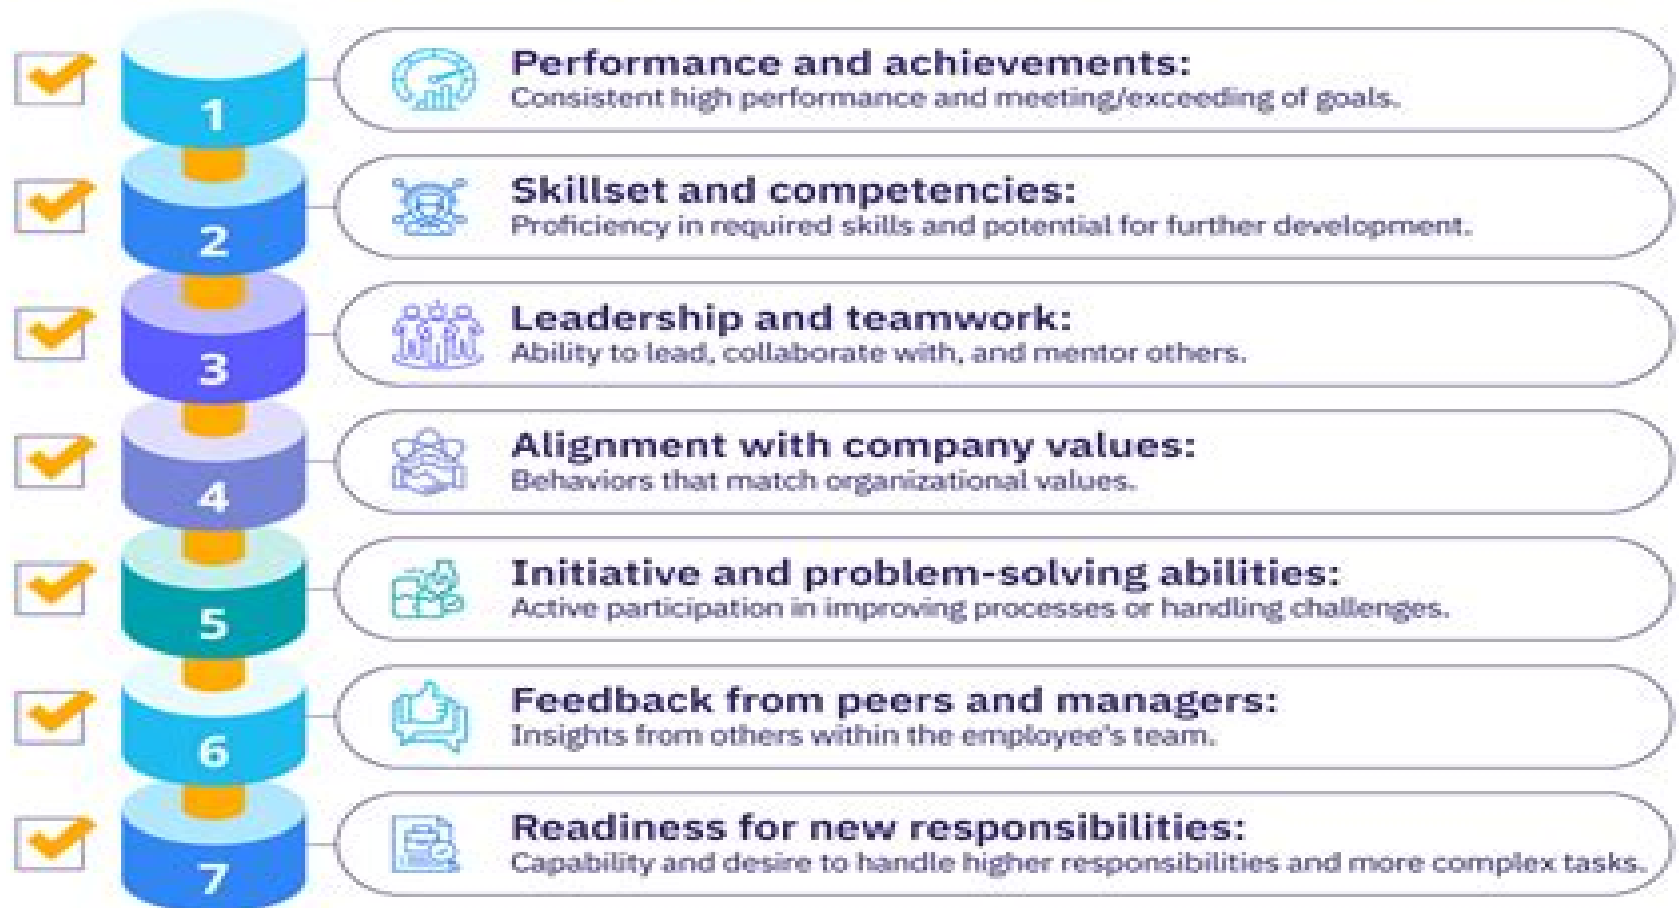 1
Performance and achievements:
Consistent high performance and meeting/exceeding of goals.
2
Skillset and competencies:
Proficiency in required skills and potential for further development.
3
Leadership and teamwork:
Ability to lead, collaborate with, and mentor others.
4
Alignment with company values:
Behaviors that match organizational values.
5
Initiative and problem-solving abilities:
Active participation in improving processes or handling challenges.
6
Feedback from peers and managers:
Insights from others within the employee's team.
7
Readiness for new responsibilities:
Capability and desire to handle higher responsibilities and more complex tasks.